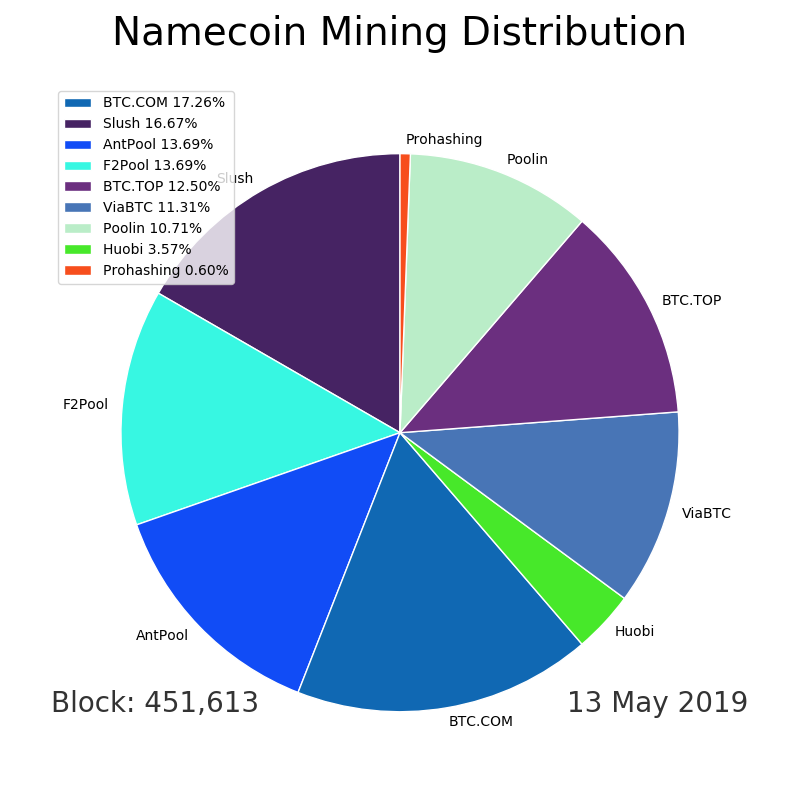 Namecoin Mining Distribution
BTC.COM 17.26%
Slush 16.67%
AntPool 13.69%
F2Pool 13.69%
BTC.TOP 12.50%
ViaBTC 11.31%
Poolin 10.71%
Huobi 3.57%
Prohashing 0.60%
Prohashing
Poolin
Slush
BTC.TOP
F2Pool
ViaBTC
Huobi
AntPool
BTC.COM
Block: 451,613
13 May 2019